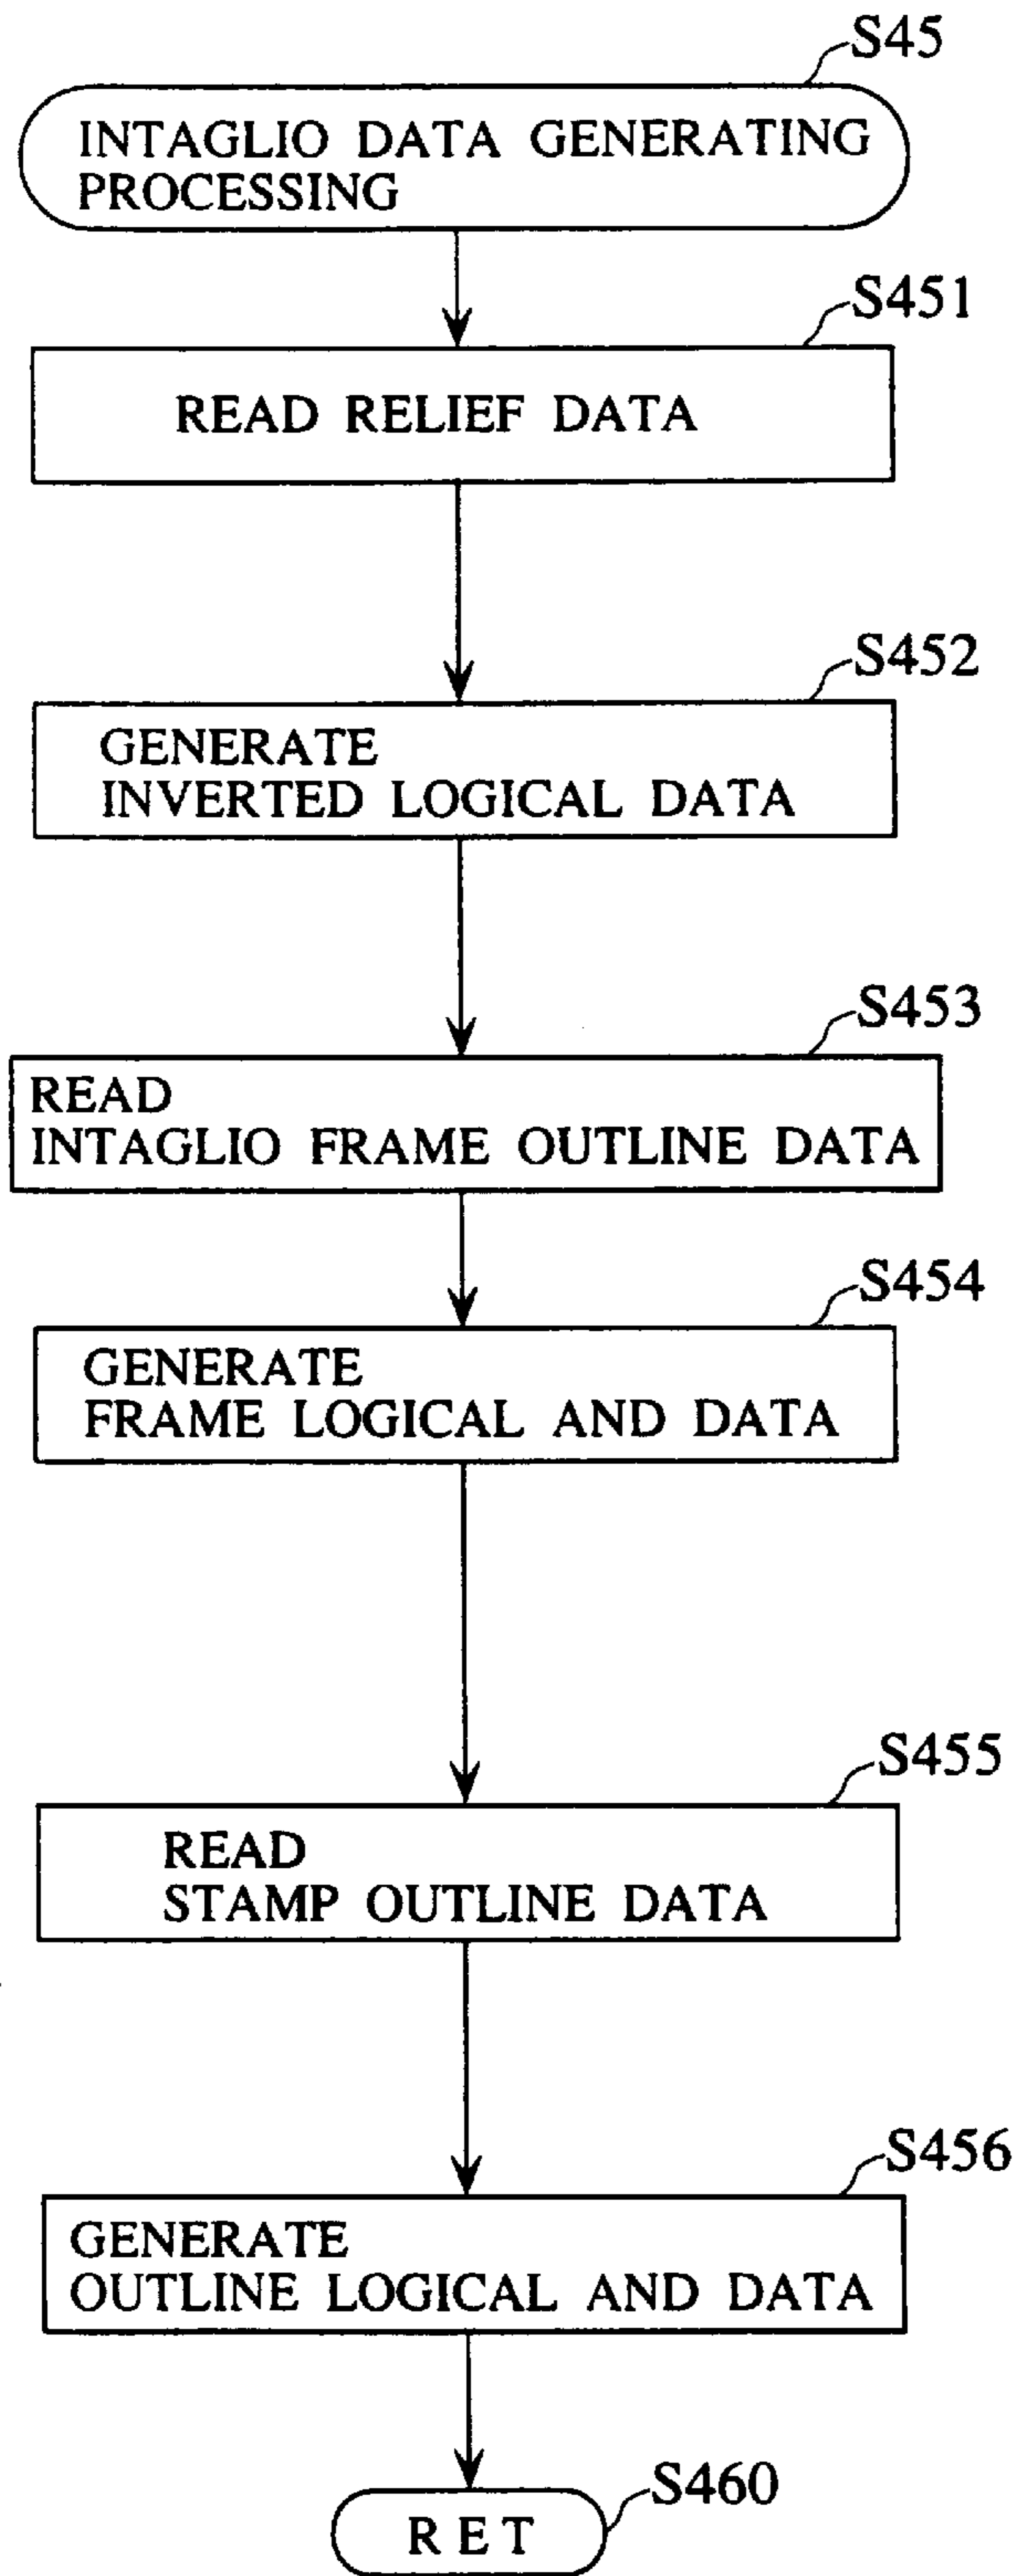 S45
INTAGLIO DATA GENERATING
PROCESSING
S451
READ RELIEF DATA
S452
GENERATE
INVERTED LOGICAL DATA
S453
READ
INTAGLIO FRAME OUTLINE DATA
S454
GENERATE
FRAME LOGICAL AND DATA
S455
READ
STAMP OUTLINE DATA
S456
GENERATE
OUTLINE LOGICAL AND DATA
S460
RET